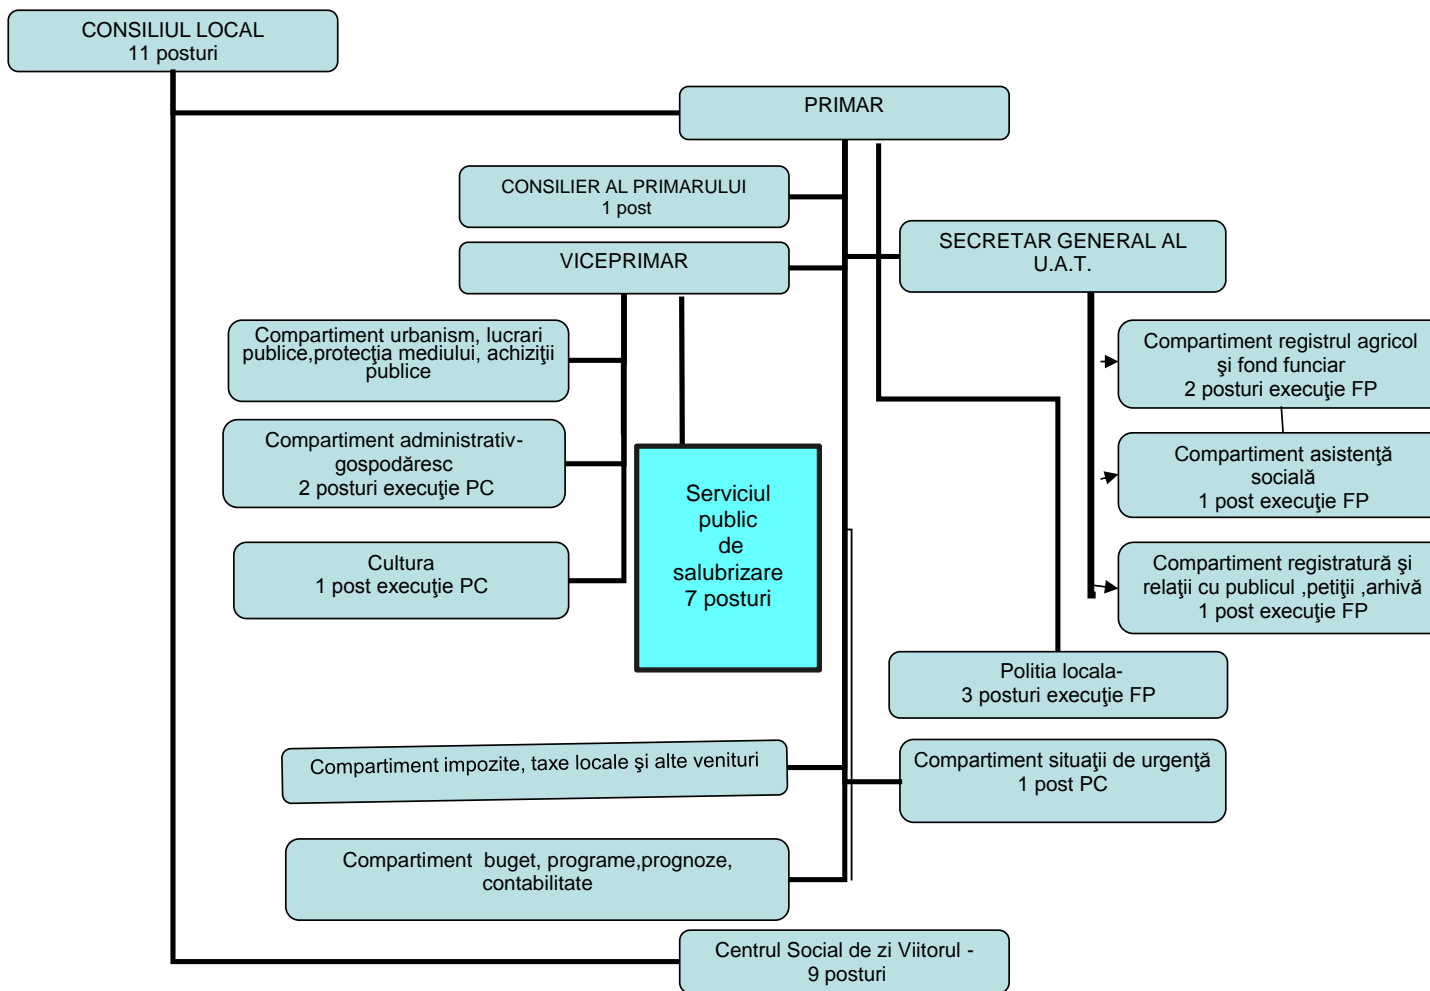 CONSILIUL LOCAL
11 posturi
PRIMAR
CONSILIER AL PRIMARULUI
1 post
VICEPRIMAR
SECRETAR GENERAL AL
U.A.T.
Compartiment urbanism, lucrari
publice,protecţia mediului, achiziţii
publice
Compartiment registrul agricol
şi fond funciar
2 posturi execuţie FP
Compartiment administrativ-
gospodăresc
2 posturi execuţie PC
Compartiment asistenţă
socială
1 post execuţie FP
Serviciul
public
de
salubrizare
7 posturi
Cultura
1 post execuţie PC
Compartiment registratură şi
relaţii cu publicul ,petiţii ,arhivă
1 post execuţie FP
Politia locala-
3 posturi execuţie FP
Compartiment impozite, taxe locale şi alte venituri
Compartiment situaţii de urgenţă
1 post PC
Compartiment  buget, programe,prognoze,
contabilitate
Centrul Social de zi Viitorul -
9 posturi